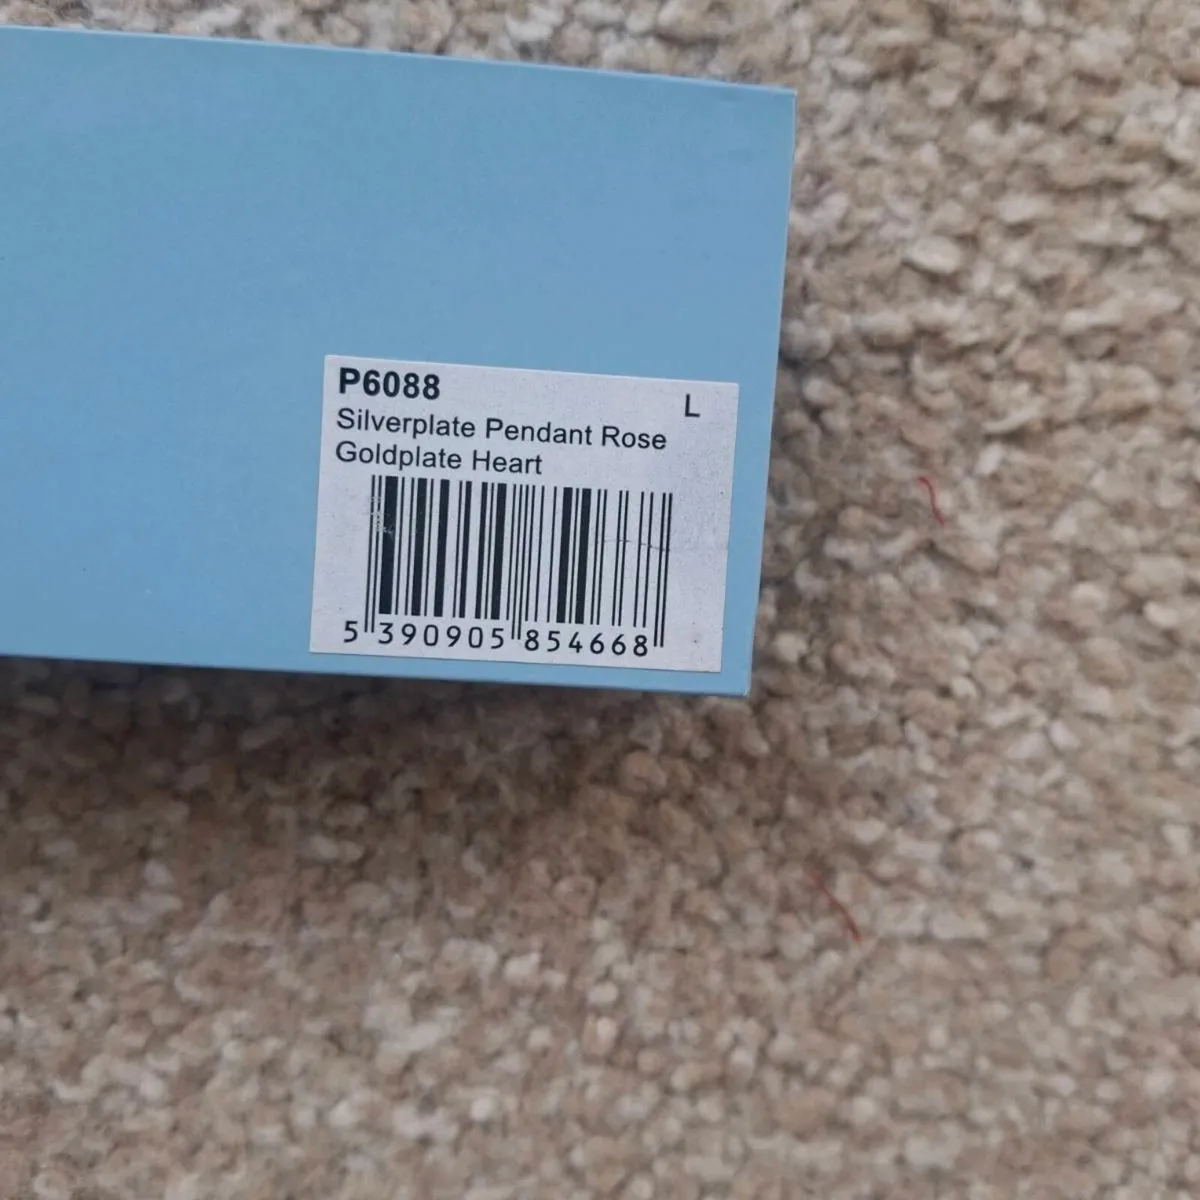 P6088
L
Silverplate Pendant Rose
Goldplate Heart
5 390905 854668